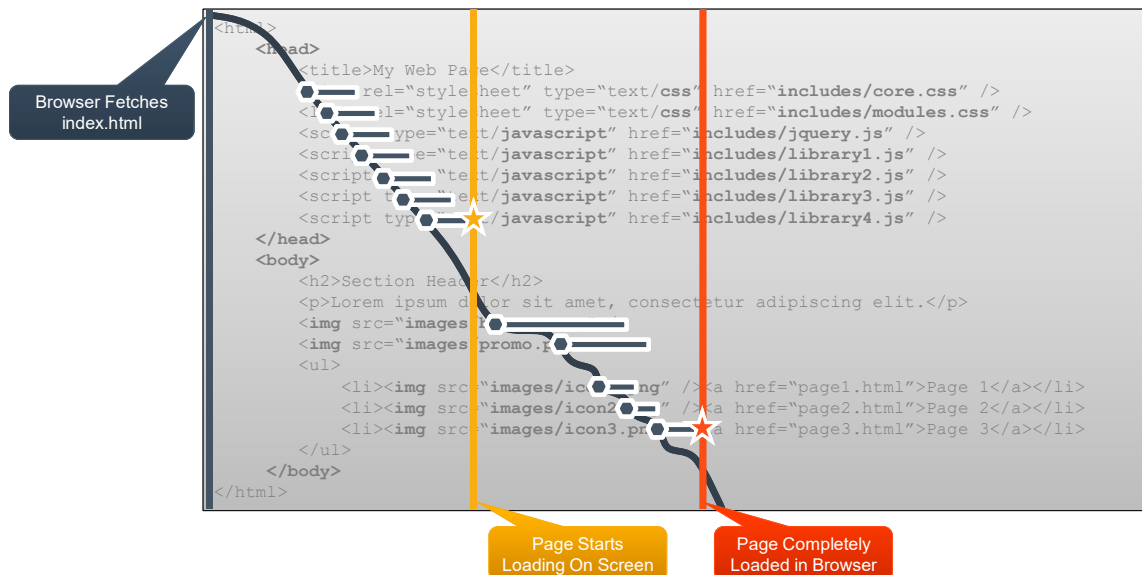 <html>
<head>
<title>My Web Page</title>
rel=“stylesheet” type=“text/css” href=“includes/core.css” />
<l el=“stylesheet” type=“text/css” href=“includes/modules.css” />
<sc ype=“text/javascript” href=“includes/jquery.js” />
<scri e=“text/javascript” href=“includes/library1.js” />
<script “text/javascript” href=“includes/library2.js” />
<script t text/javascript” href=“includes/library3.js” />
<script typ t/javascript” href=“includes/library4.js” />
</head>
<body>
<h2>Section Header</h2>
<p>Lorem ipsum dolor sit amet, consectetur adipiscing elit.</p>
<img src=“images/
<img src=“images/promo.p
<ul>
<li><img src=“images/ico ng” /><a href=“page1.html”>Page 1</a></li>
<li><img src=“images/icon2 ” /><a href=“page2.html”>Page 2</a></li>
<li><img src=“images/icon3.pn a href=“page3.html”>Page 3</a></li>
</ul>
</body>
</html>
Browser Fetches
index.html
Page Starts
Loading On Screen
Page Completely
Loaded in Browser